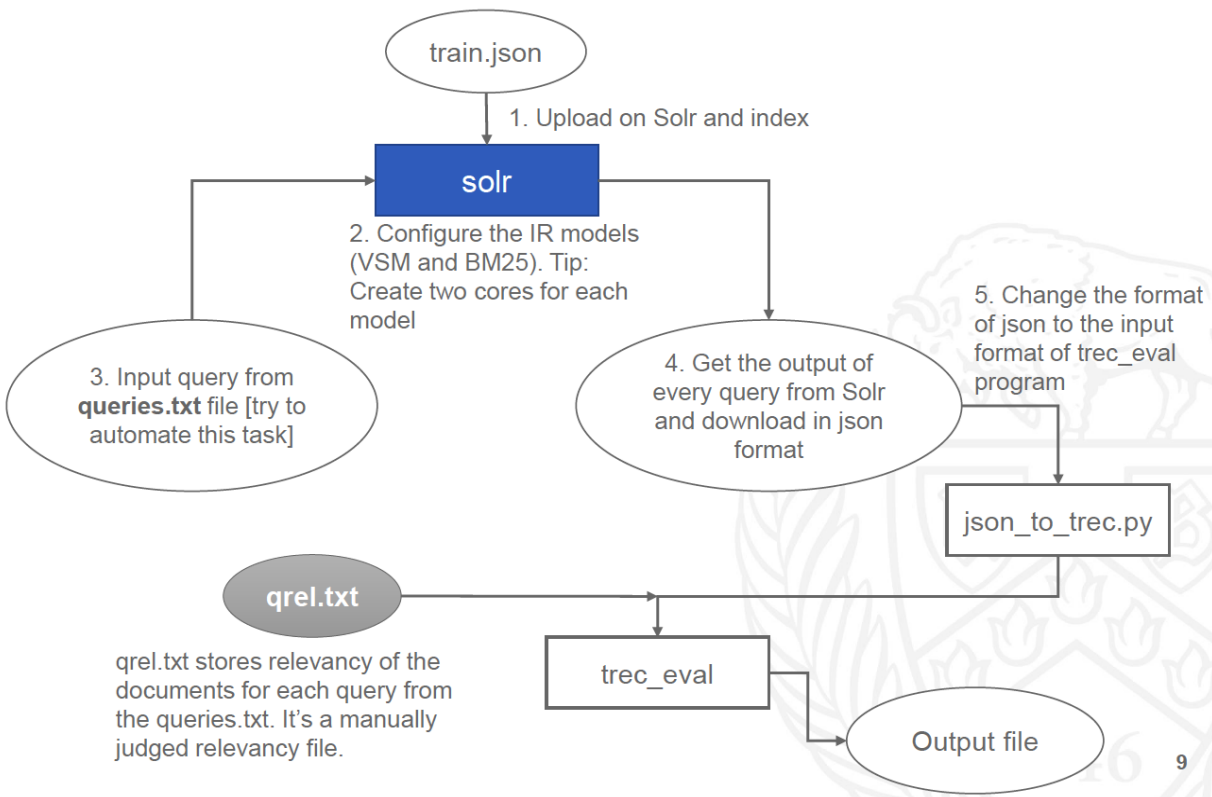 train.json
1. Upload on Solr and index
solr
2. Configure the IR models
(VSM and BM25). Tip:
Create two cores for each
model
3. Input query from
queries.txt file [try to
automate this task]
4. Get the output of
every query from Solr
and download in json
format
5. Change the format
of json to the input
format of trec_eval
program
json_to_trec.py
qrel.txt
qrel.txt stores relevancy of the
documents for each query from
the queries.txt. It's a manually
judged relevancy file.
trec_eval
Output file
46
9